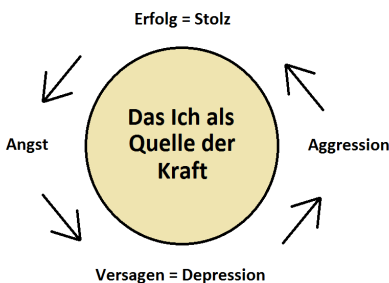 Erfolg = Stolz
Das Ich als
Quelle der
Kraft
Angst
Aggression
Versagen = Depression